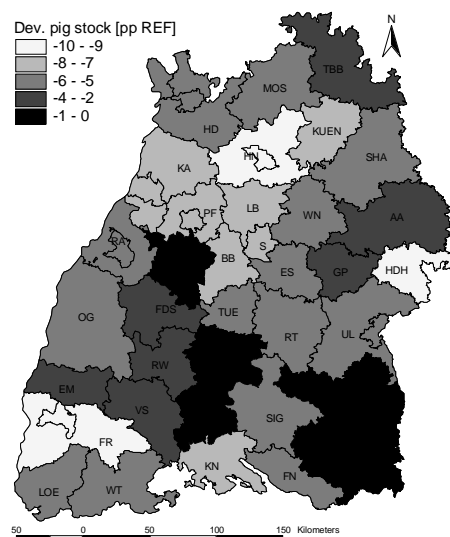 Dev. pig stock [pp REF]
-10 - -9
-8 - -7
-6 - -5
-4 - -2
-1 - 0
N
TBB
MOS
HD
KUEN
HN
SHA
KA
PF
LB
WN
AA
RA
S
BB
ES
GP
HDH
OG
FDS
TUE
RT
UL
RW
EM
VS
SIG
FR
KN
FN
LOE
WT
50 0 50 100 150 Kilometers